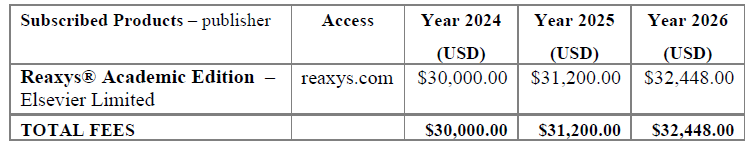 Subscribed Products – publisher Access Year 2024 Year 2025 Year 2026
(USD) (USD) (USD)
Reaxys® Academic Edition – reaxys.com $30,000.00 $31,200.00 $32,448.00
Elsevier Limited
TOTAL FEES $30,000.00 $31,200.00 $32,448.00